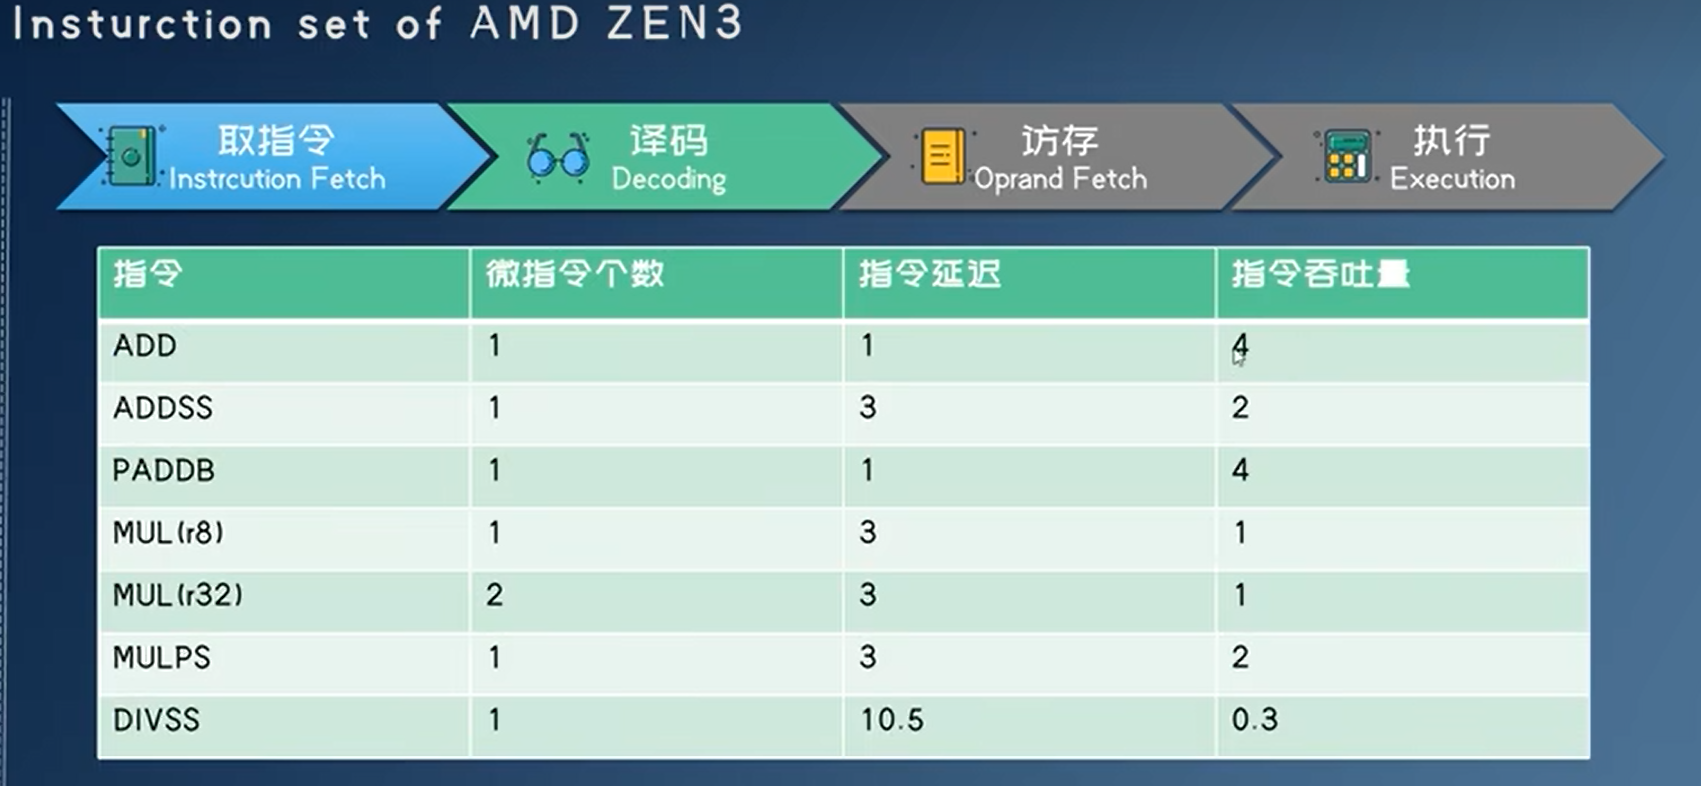 Insturction set of AMD ZEN3
取指令
Instrcution Fetch
译码
Decoding
访存
Oprand Fetch
执行
Execution
指令 微指令个数 指令延迟 指令吞吐量
ADD 1 1 4
ADDSS 1 3 2
PADDB 1 1 4
MUL(r8) 1 3 1
MUL(r32) 2 3 1
MULPS 1 3 2
DIVSS 1 10.5 0.3